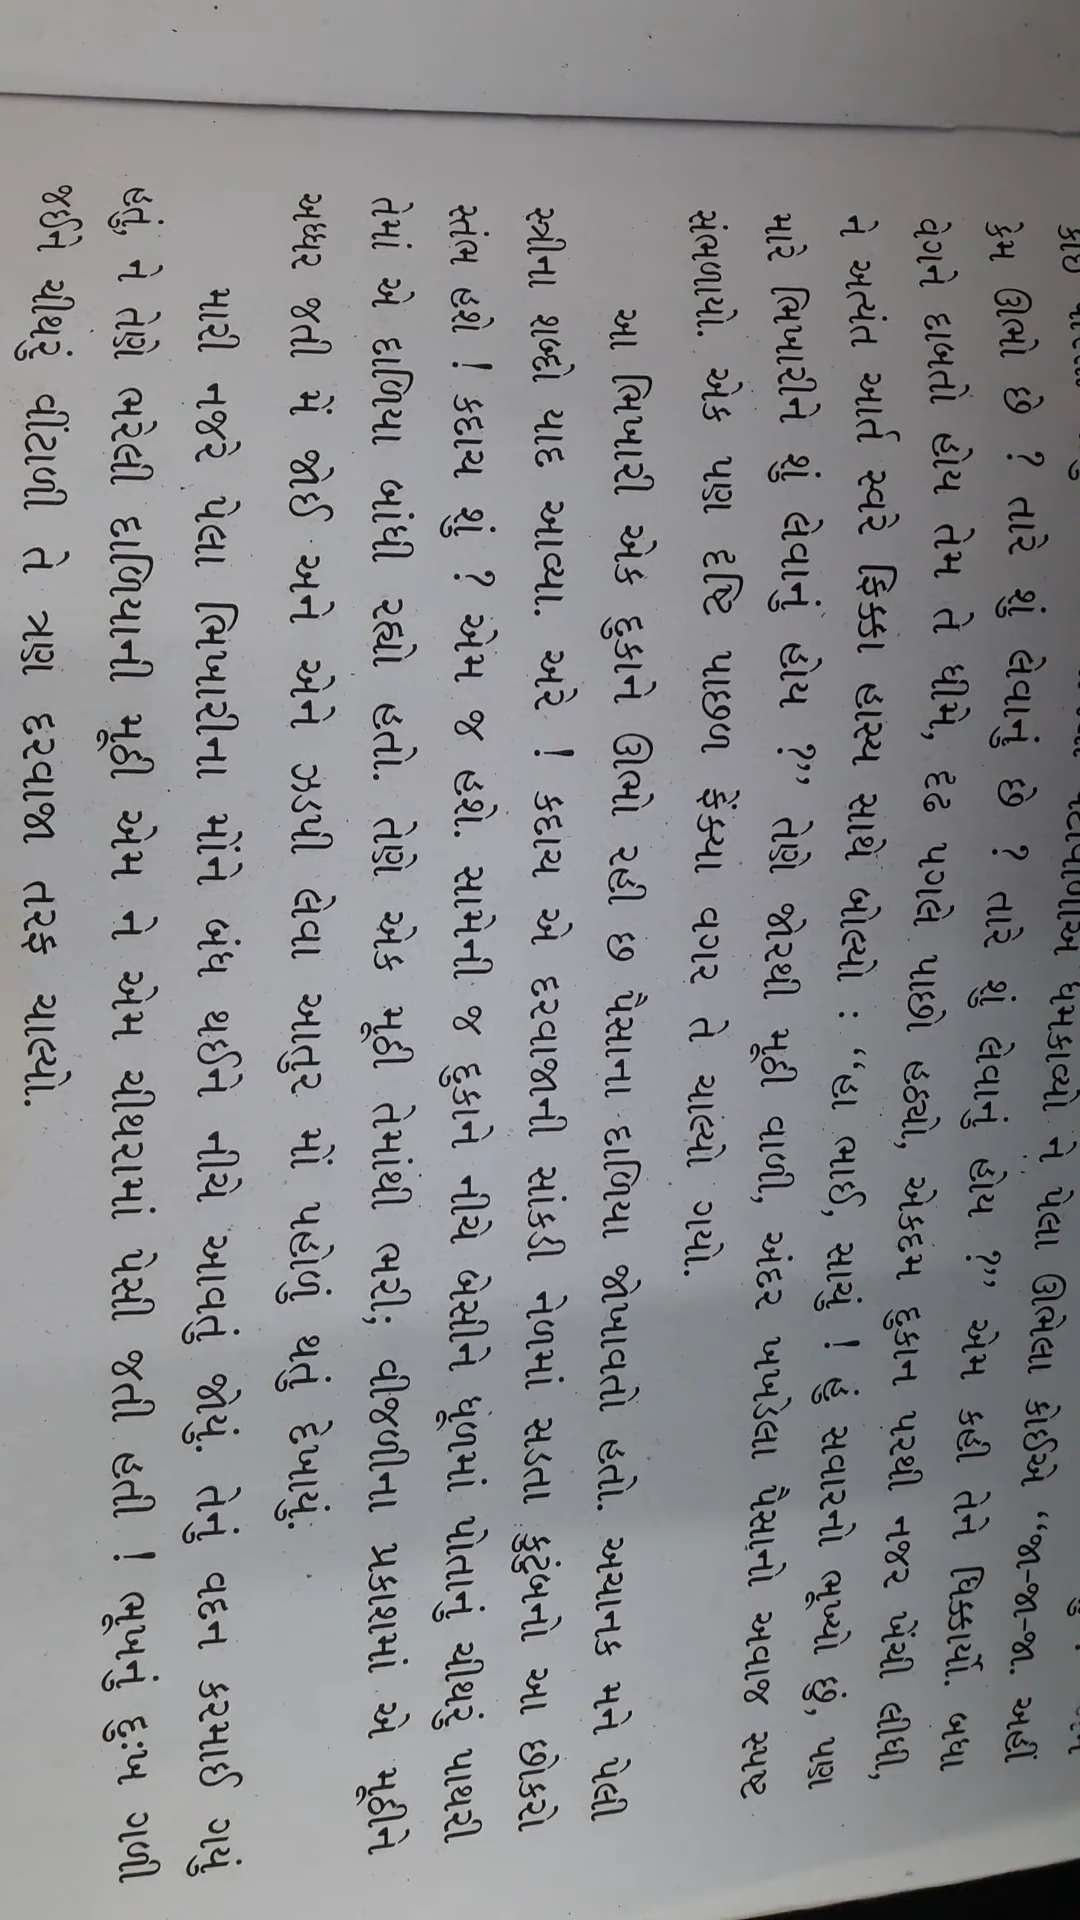 ધમકાવ્યો ને પેલા ઊભેલા કોઈએ “જા-જા-જા. અહીં
કેમ ઊભો છે ? તારે શું લેવાનું છે ? તારે શું લેવાનું હોય ?” એમ કહી તેને ધિક્કાર્યો. બધા
વેગને દાબતો હોય તેમ તે ધીમે, દૃઢ પગલે પાછો હઠ્યો, એકદમ દુકાન પરથી નજર ખેંચી લીધી,
ને અત્યંત આર્ત સ્વરે ફિક્કા હાસ્ય સાથે બોલ્યો : “હા ભાઈ, સાચું ! હું સવારનો ભૂખ્યો છું, પણ
મારે ભિખારીને શું લેવાનું હોય ?” તેણે જોરથી મૂઠી વાળી, અંદર ખખડેલા પૈસાનો અવાજ સ્પષ્ટ
સંભળાયો. એક પણ દૃષ્ટિ પાછળ ફેંક્યા વગર તે ચાલ્યો ગયો.
આ ભિખારી એક દુકાને ઊભો રહી છ પૈસાના દાળિયા જોખાવતો હતો. અચાનક મને પેલી
સ્ત્રીના શબ્દો યાદ આવ્યા. અરે ! કદાચ એ દરવાજાની સાંકડી નેળમાં સડતા કુટુંબનો આ છોકરો
સ્તંભ હશે ! કદાચ શું ? એમ જ હશે. સામેની જ દુકાને નીચે બેસીને ધૂળમાં પોતાનું ચીથરું પાથરી
તેમાં એ દાળિયા બાંધી રહ્યો હતો. તેણે એક મૂઠી તેમાંથી ભરી; વીજળીના પ્રકાશમાં એ મૂઠીને
અધ્ધર જતી મેં જોઈ અને એને ઝડપી લેવા આતુર મોં પહોળું થતું દેખાયું.
મારી નજરે પેલા ભિખારીના મોંને બંધ થઈને નીચે આવતું જોયું. તેનું વદન કરમાઈ ગયું
હતું, ને તેણે ભરેલી દાળિયાની મૂઠી એમ ને એમ ચીથરામાં પેસી જતી હતી ! ભૂખનું દુઃખ ગળી
જઈને ચીથરું વીંટાળી તે ત્રણ દરવાજા તરફ ચાલ્યો.